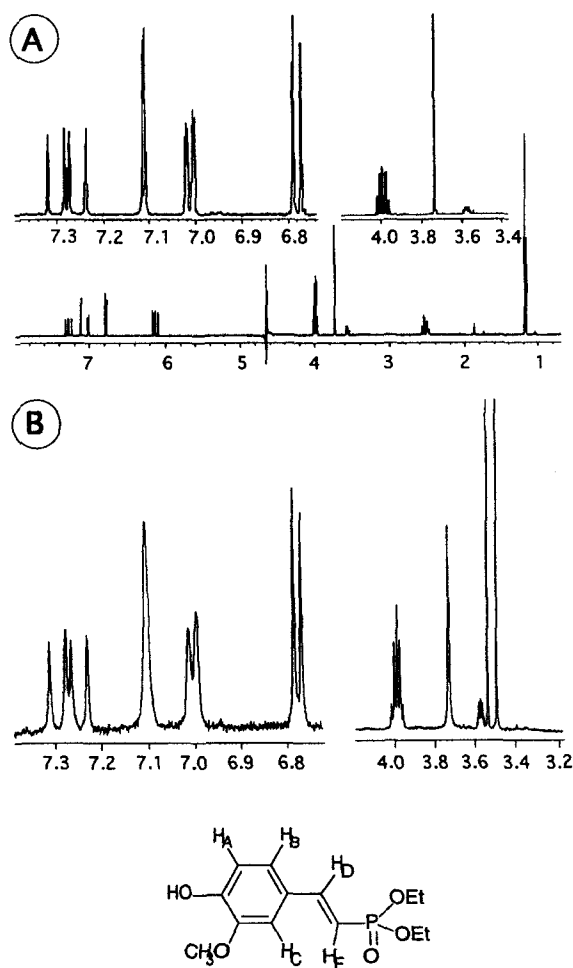 A
7.3 7.2 7.1 7.0 6.9 6.8
4.0 3.8 3.6 3.4
7 6 5 4 3 2 1
B
7.3 7.2 7.1 7.0 6.9 6.8
4.0 3.8 3.6 3.4 3.2
HA HB
HD
HO OEt
P OEt
CH3O O
HC HE